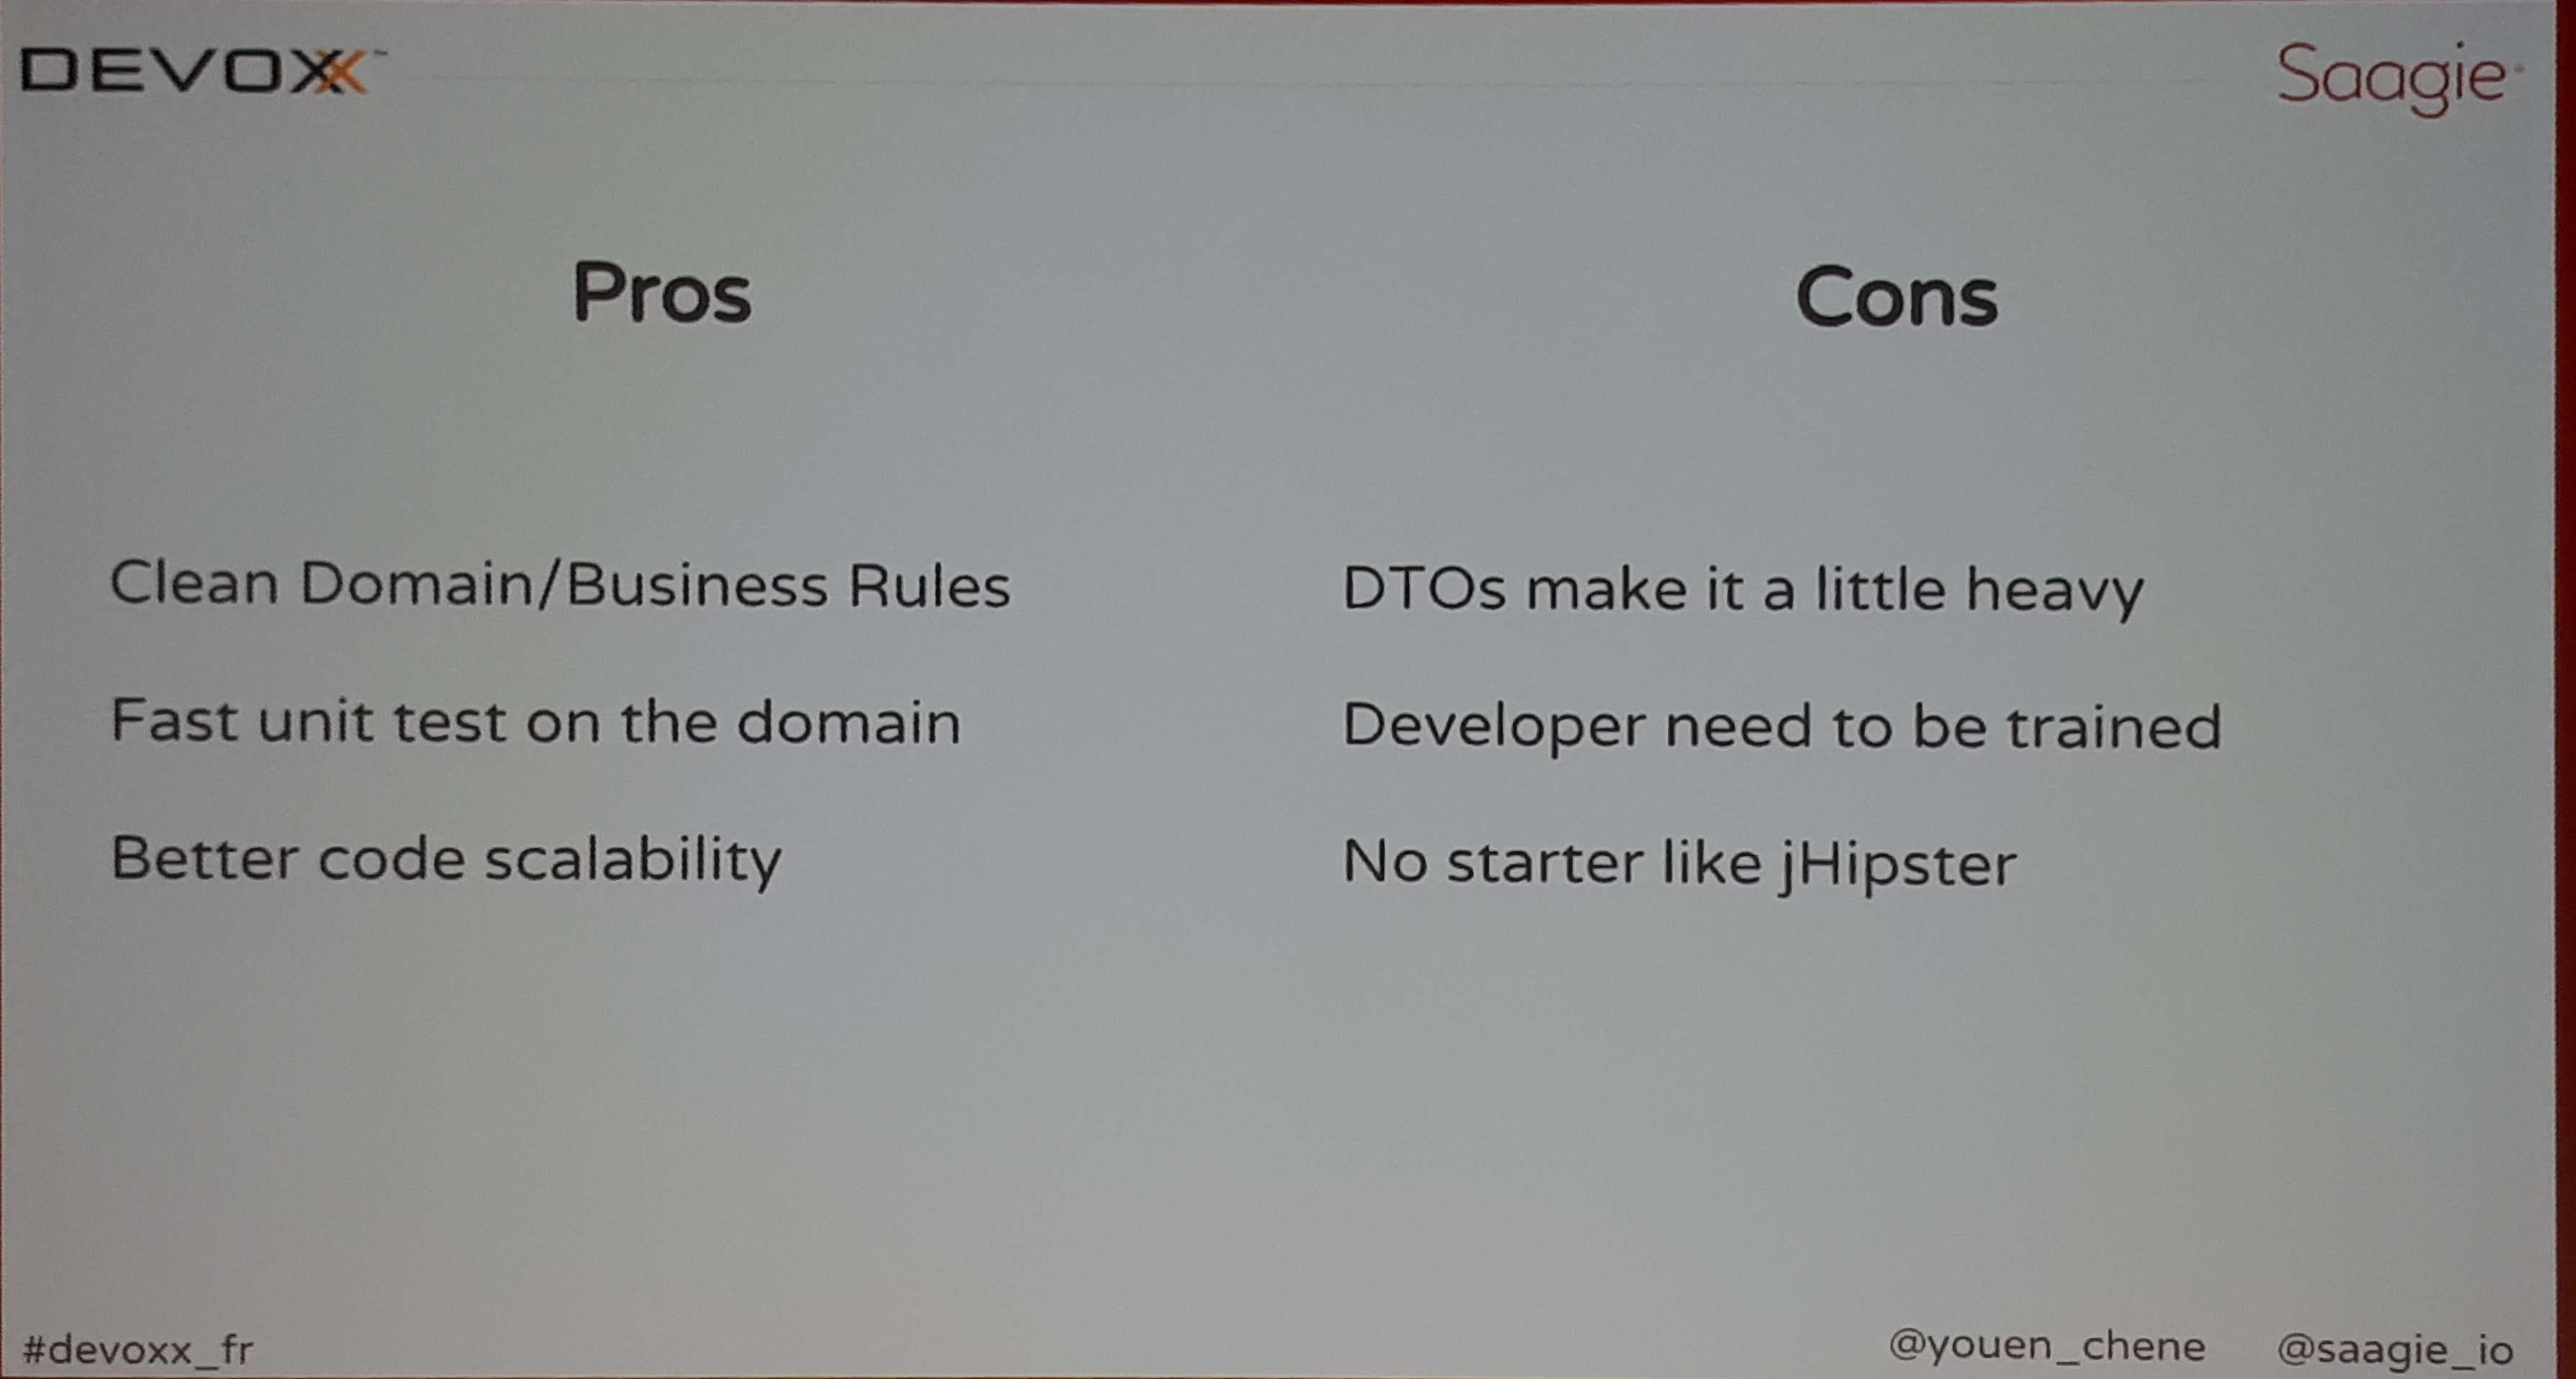 DEVOXX™
Saagie
Pros
Clean Domain/Business Rules
Fast unit test on the domain
Better code scalability
Cons
DTOs make it a little heavy
Developer need to be trained
No starter like jHipster
#devoxx_fr
@youen_chene
@saagie_io